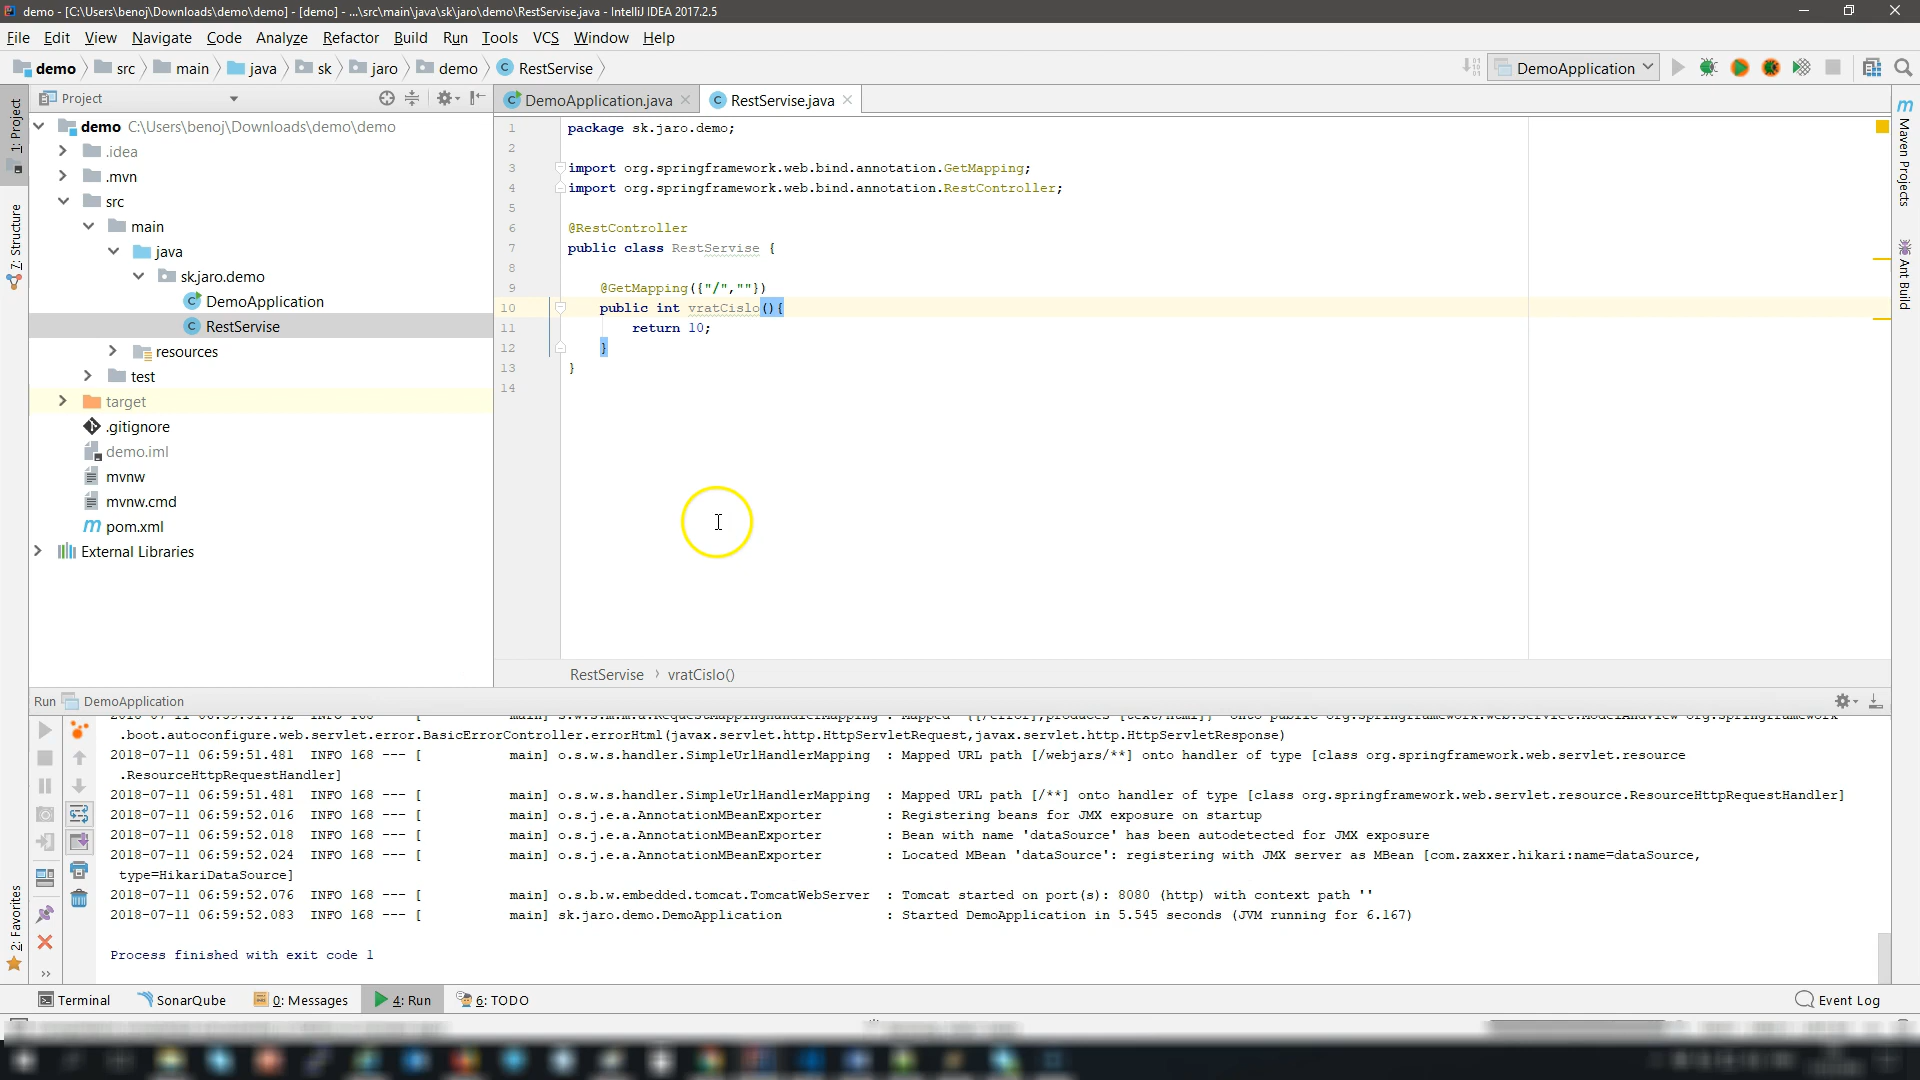 demo - [C:\Users\benoj\Downloads\demo\demo] - [demo] - ...\src\main\java\sk\jaro\demo\RestServise.java - IntelliJ IDEA 2017.2.5
File Edit View Navigate Code Analyze Refactor Build Run Tools VCS Window Help
demo src main java sk jaro demo RestServise
DemoApplication
Project
DemoApplication.java RestServise.java
1: Project
7: Structure
2: Favorites
Maven Projects
Ant Build
demo C:\Users\benoj\Downloads\demo\demo
.idea
.mvn
src
main
java
sk.jaro.demo
DemoApplication
RestServise
resources
test
target
.gitignore
demo.iml
mvnw
mvnw.cmd
pom.xml
External Libraries
1 package sk.jaro.demo;
2
3 import org.springframework.web.bind.annotation.GetMapping;
4 import org.springframework.web.bind.annotation.RestController;
5
6 @RestController
7 public class RestServise {
8
9 @GetMapping({"/",""})
10 public int vratCislo(){
11 return 10;
12 }
13 }
14
RestServise › vratCislo()
Run DemoApplication
.boot.autoconfigure.web.servlet.error.BasicErrorController.errorHtml(javax.servlet.http.HttpServletRequest,javax.servlet.http.HttpServletResponse)
2018-07-11 06:59:51.481 INFO 168 --- [ main] o.s.w.s.handler.SimpleUrlHandlerMapping : Mapped URL path [/webjars/**] onto handler of type [class org.springframework.web.servlet.resource
.ResourceHttpRequestHandler]
2018-07-11 06:59:51.481 INFO 168 --- [ main] o.s.w.s.handler.SimpleUrlHandlerMapping : Mapped URL path [/**] onto handler of type [class org.springframework.web.servlet.resource.ResourceHttpRequestHandler]
2018-07-11 06:59:52.016 INFO 168 --- [ main] o.s.j.e.a.AnnotationMBeanExporter : Registering beans for JMX exposure on startup
2018-07-11 06:59:52.018 INFO 168 --- [ main] o.s.j.e.a.AnnotationMBeanExporter : Bean with name 'dataSource' has been autodetected for JMX exposure
2018-07-11 06:59:52.024 INFO 168 --- [ main] o.s.j.e.a.AnnotationMBeanExporter : Located MBean 'dataSource': registering with JMX server as MBean [com.zaxxer.hikari:name=dataSource,
type=HikariDataSource]
2018-07-11 06:59:52.076 INFO 168 --- [ main] o.s.b.w.embedded.tomcat.TomcatWebServer : Tomcat started on port(s): 8080 (http) with context path ''
2018-07-11 06:59:52.083 INFO 168 --- [ main] sk.jaro.demo.DemoApplication : Started DemoApplication in 5.545 seconds (JVM running for 6.167)
Process finished with exit code 1
Terminal SonarQube 0: Messages 4: Run 6: TODO Event Log